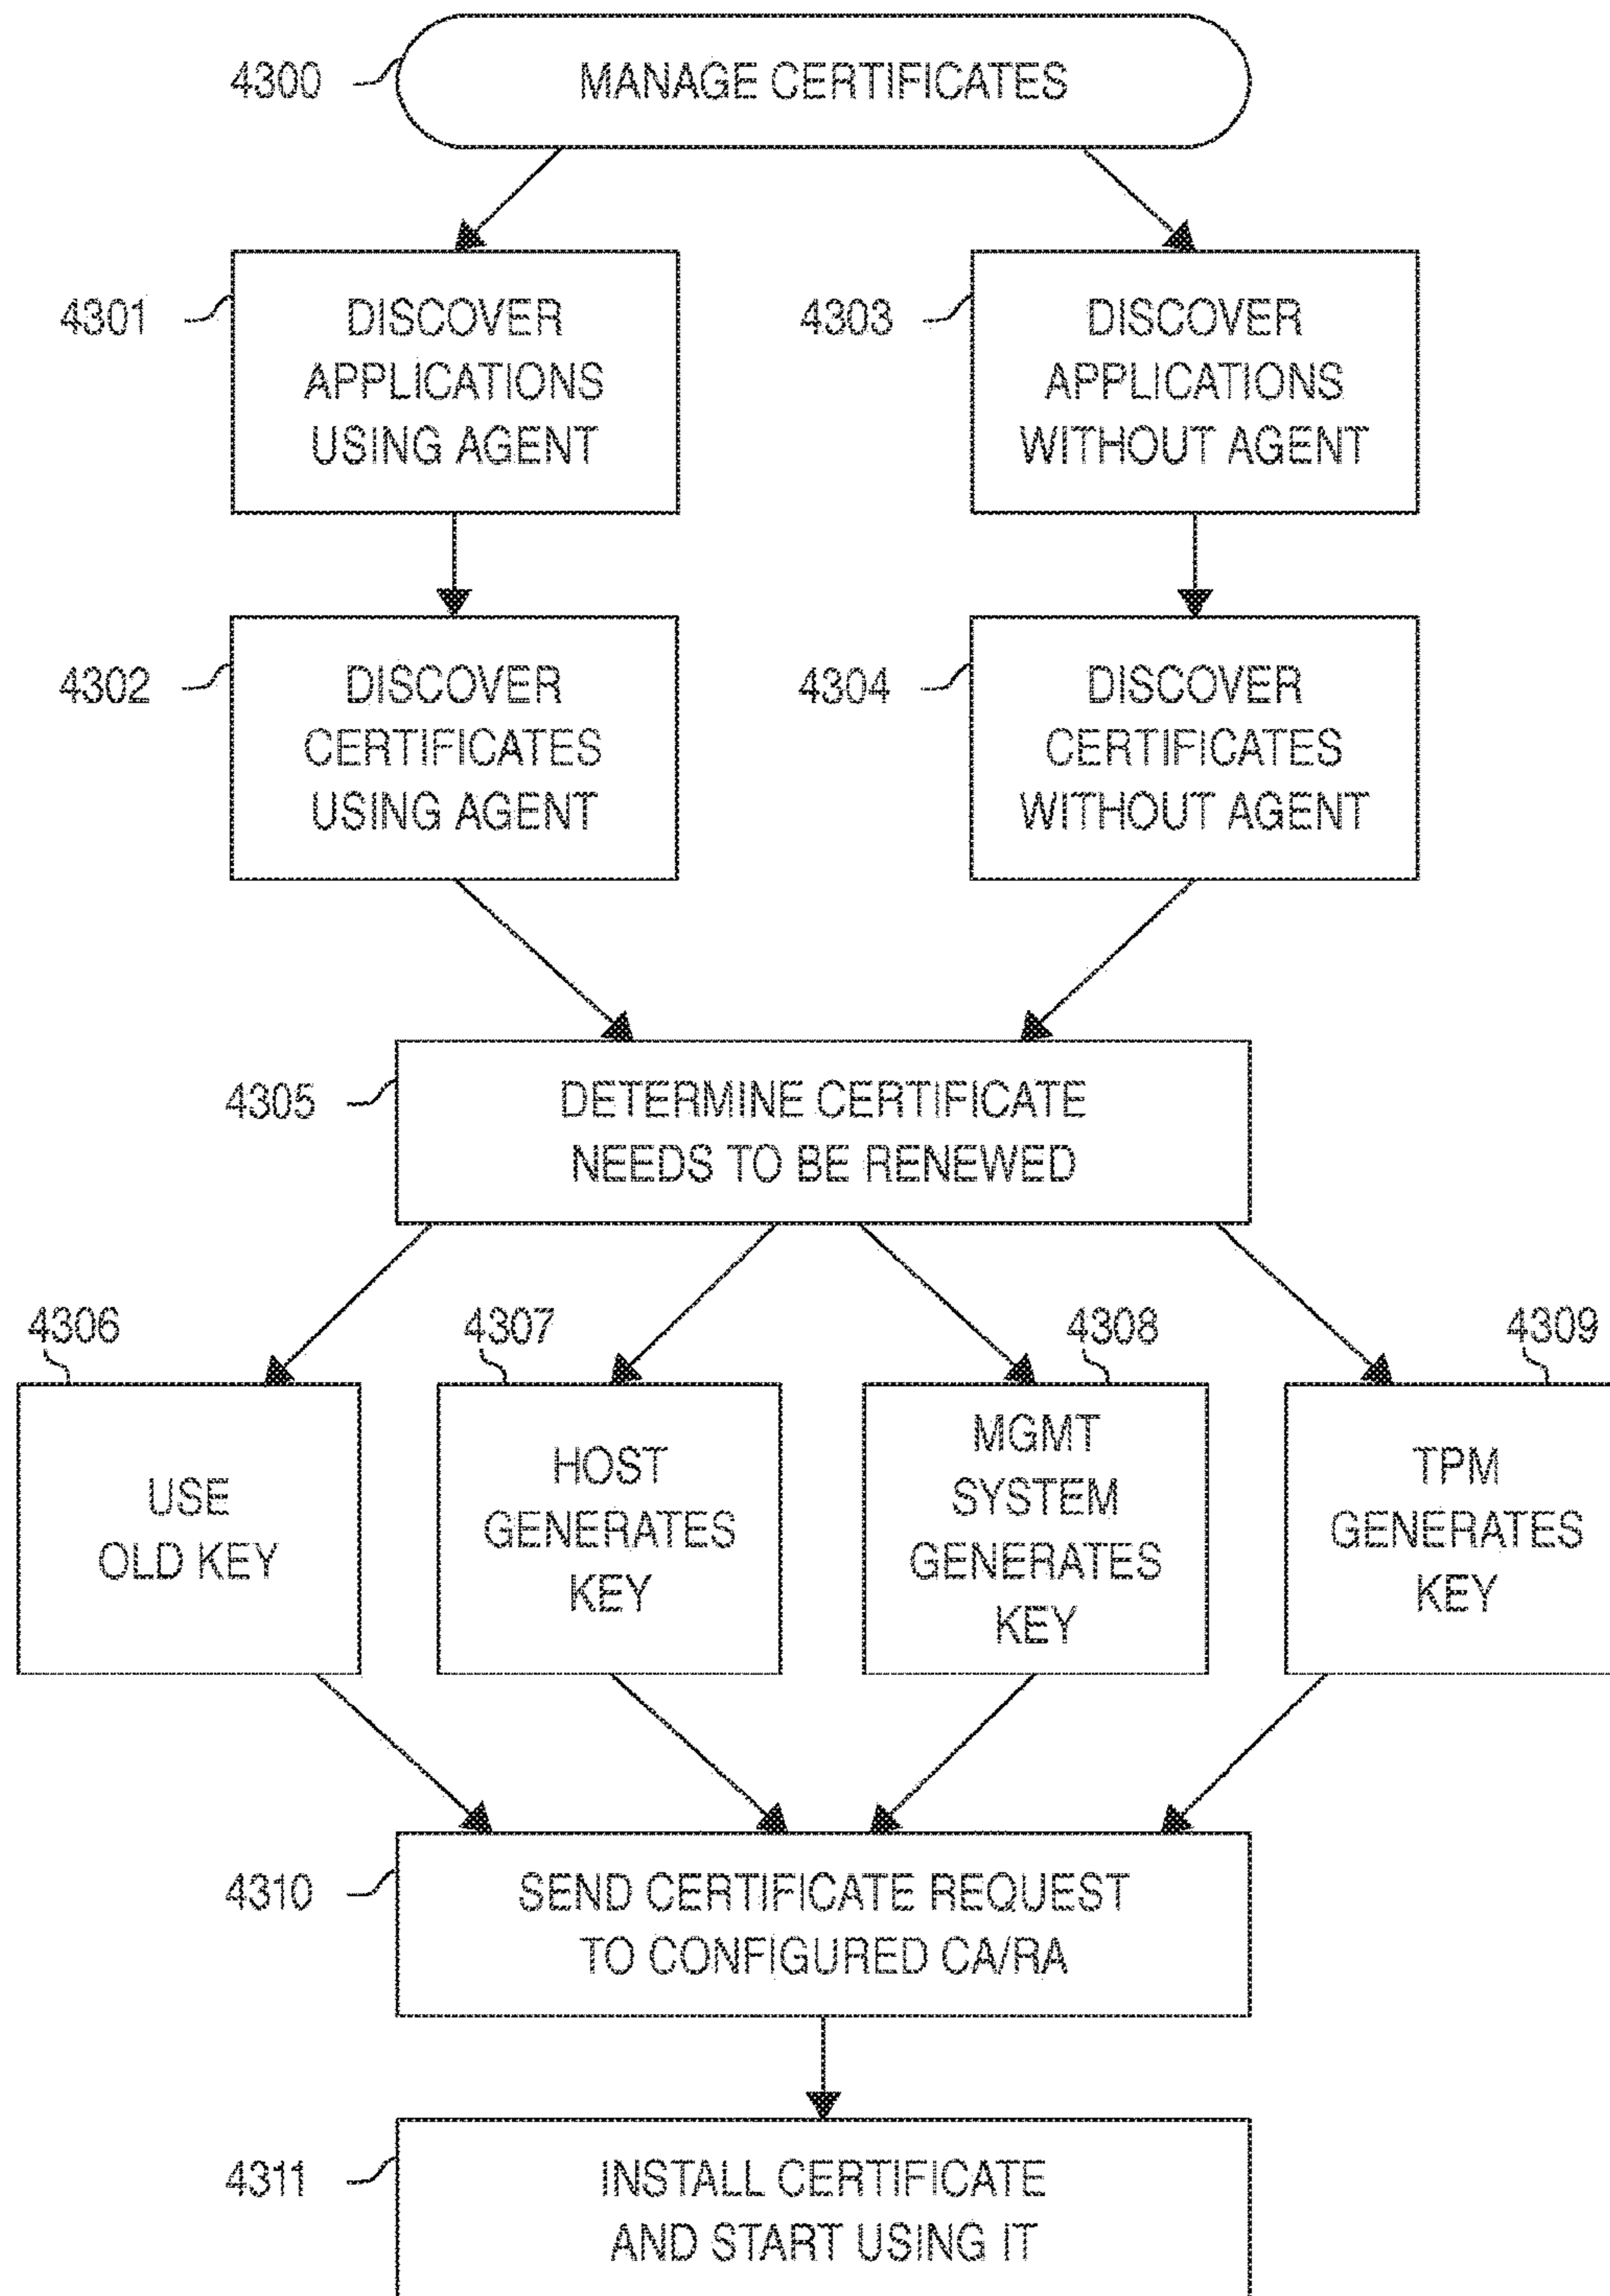 4300
MANAGE CERTIFICATES
4301
DISCOVER
APPLICATIONS
USING AGENT
4303
DISCOVER
APPLICATIONS
WITHOUT AGENT
4302
DISCOVER
CERTIFICATES
USING AGENT
4304
DISCOVER
CERTIFICATES
WITHOUT AGENT
4305
DETERMINE CERTIFICATE
NEEDS TO BE RENEWED
4306
USE
OLD KEY
4307
HOST
GENERATES
KEY
4308
MGMT
SYSTEM
GENERATES
KEY
4309
TPM
GENERATES
KEY
4310
SEND CERTIFICATE REQUEST
TO CONFIGURED CA/RA
4311
INSTALL CERTIFICATE
AND START USING IT